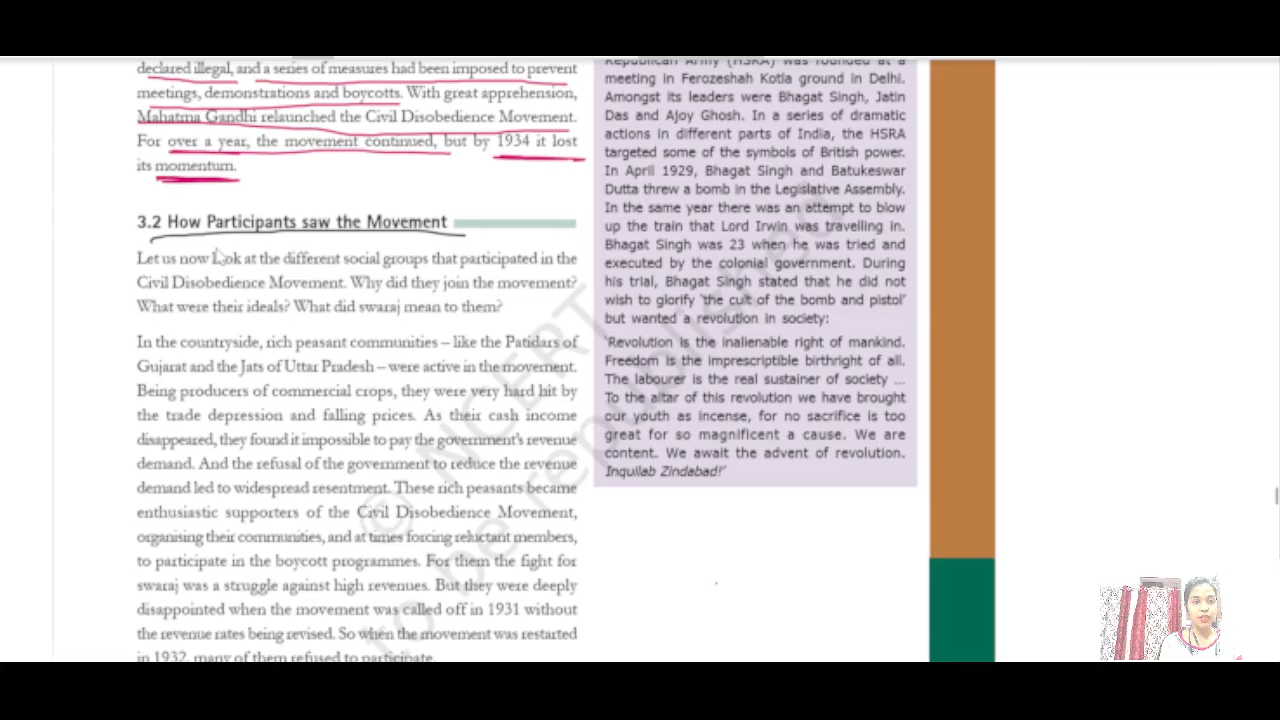 declared illegal, and a series of measures had been imposed to prevent
meetings, demonstrations and boycotts. With great apprehension,
Mahatma Gandhi relaunched the Civil Disobedience Movement.
For over a year, the movement continued, but by 1934 it lost
its momentum.
3.2 How Participants saw the Movement
Let us now look at the different social groups that participated in the
Civil Disobedience Movement. Why did they join the movement?
What were their ideals? What did swaraj mean to them?
In the countryside, rich peasant communities – like the Patidars of
Gujarat and the Jats of Uttar Pradesh – were active in the movement.
Being producers of commercial crops, they were very hard hit by
the trade depression and falling prices. As their cash income
disappeared, they found it impossible to pay the government's revenue
demand. And the refusal of the government to reduce the revenue
demand led to widespread resentment. These rich peasants became
enthusiastic supporters of the Civil Disobedience Movement,
organising their communities, and at times forcing reluctant members,
to participate in the boycott programmes. For them the fight for
swaraj was a struggle against high revenues. But they were deeply
disappointed when the movement was called off in 1931 without
the revenue rates being revised. So when the movement was restarted
in 1932, many of them refused to participate.
Republican Army (HSRA) was founded at a
meeting in Ferozeshah Kotla ground in Delhi.
Amongst its leaders were Bhagat Singh, Jatin
Das and Ajoy Ghosh. In a series of dramatic
actions in different parts of India, the HSRA
targeted some of the symbols of British power.
In April 1929, Bhagat Singh and Batukeswar
Dutta threw a bomb in the Legislative Assembly.
In the same year there was an attempt to blow
up the train that Lord Irwin was travelling in.
Bhagat Singh was 23 when he was tried and
executed by the colonial government. During
his trial, Bhagat Singh stated that he did not
wish to glorify 'the cult of the bomb and pistol'
but wanted a revolution in society:
'Revolution is the inalienable right of mankind.
Freedom is the imprescriptible birthright of all.
The labourer is the real sustainer of society ...
To the altar of this revolution we have brought
our youth as incense, for no sacrifice is too
great for so magnificent a cause. We are
content. We await the advent of revolution.
Inquilab Zindabad!'
© NCERT
to be republished